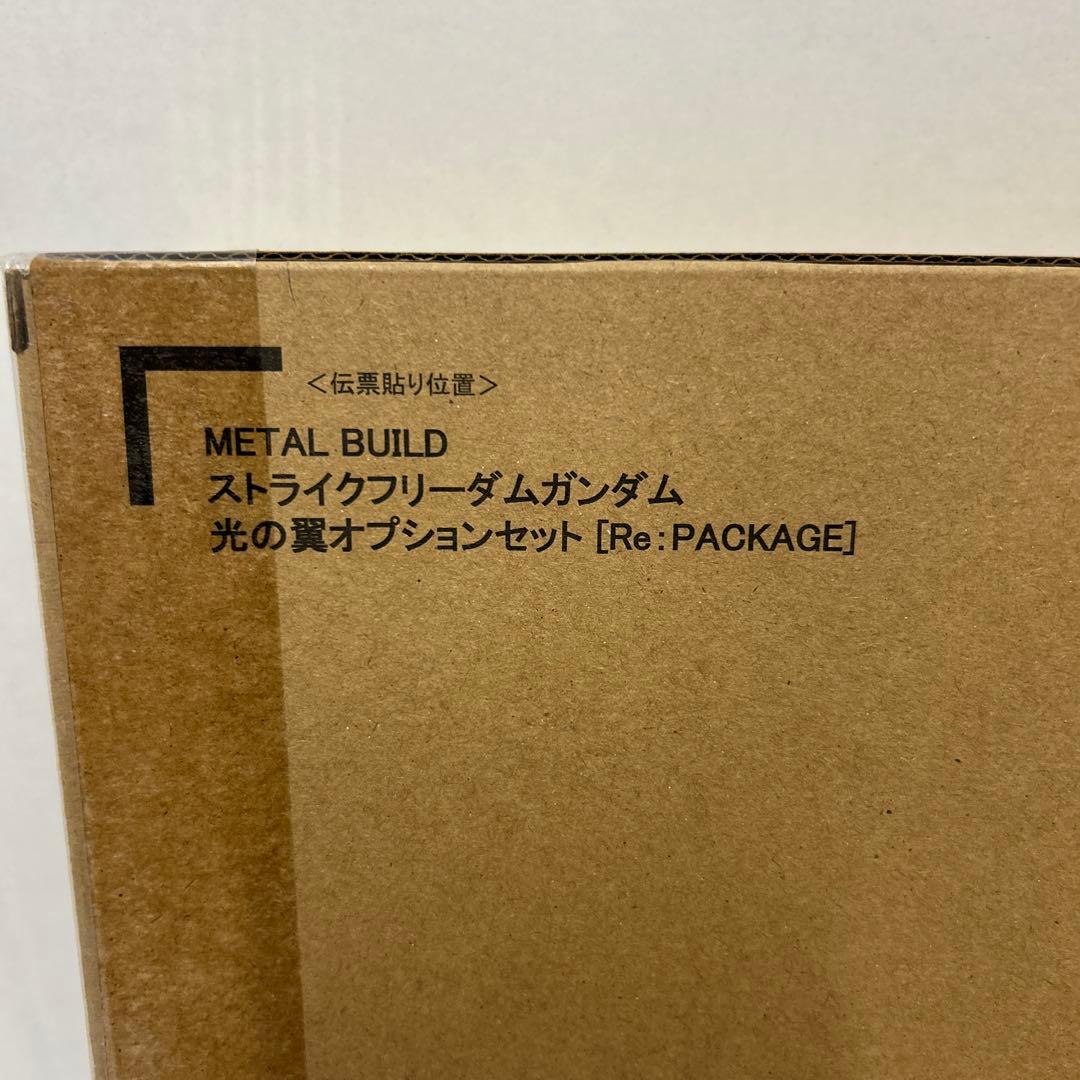 ＜伝票貼り位置＞
METAL BUILD
ストライクフリーダムガンダム
光の翼オプションセット [Re:PACKAGE]